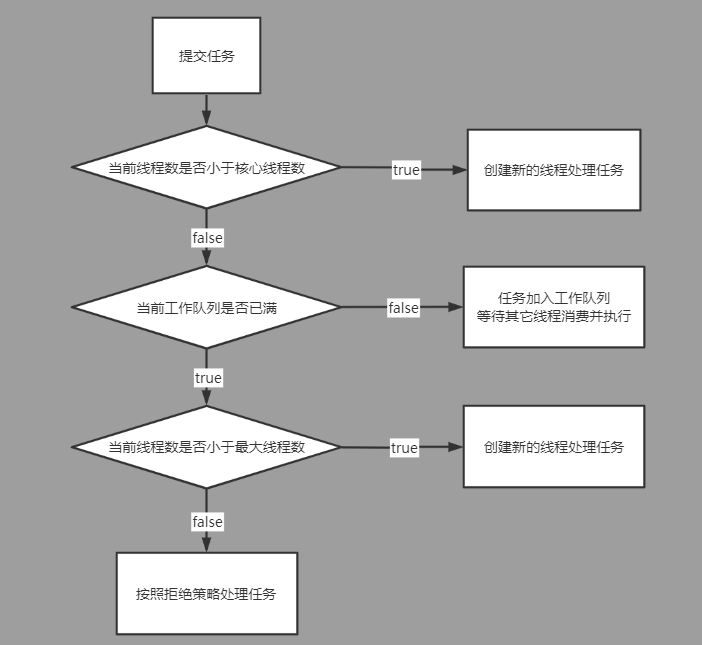 提交任务
当前线程数是否小于核心线程数
true
创建新的线程处理任务
false
当前工作队列是否已满
false
任务加入工作队列
等待其它线程消费并执行
true
当前线程数是否小于最大线程数
true
创建新的线程处理任务
false
按照拒绝策略处理任务